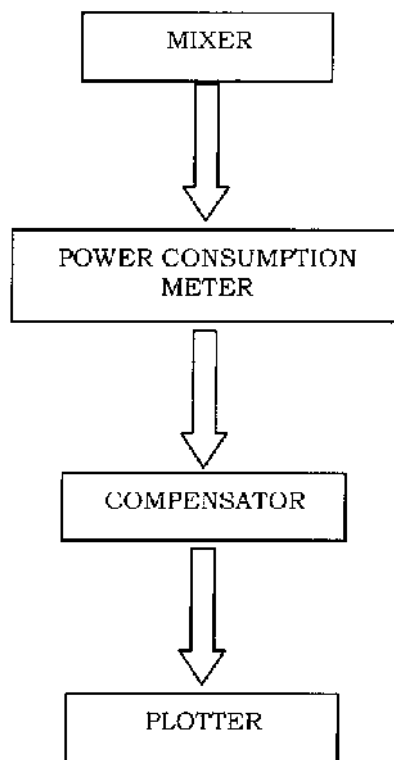 MIXER
POWER CONSUMPTION
METER
COMPENSATOR
PLOTTER